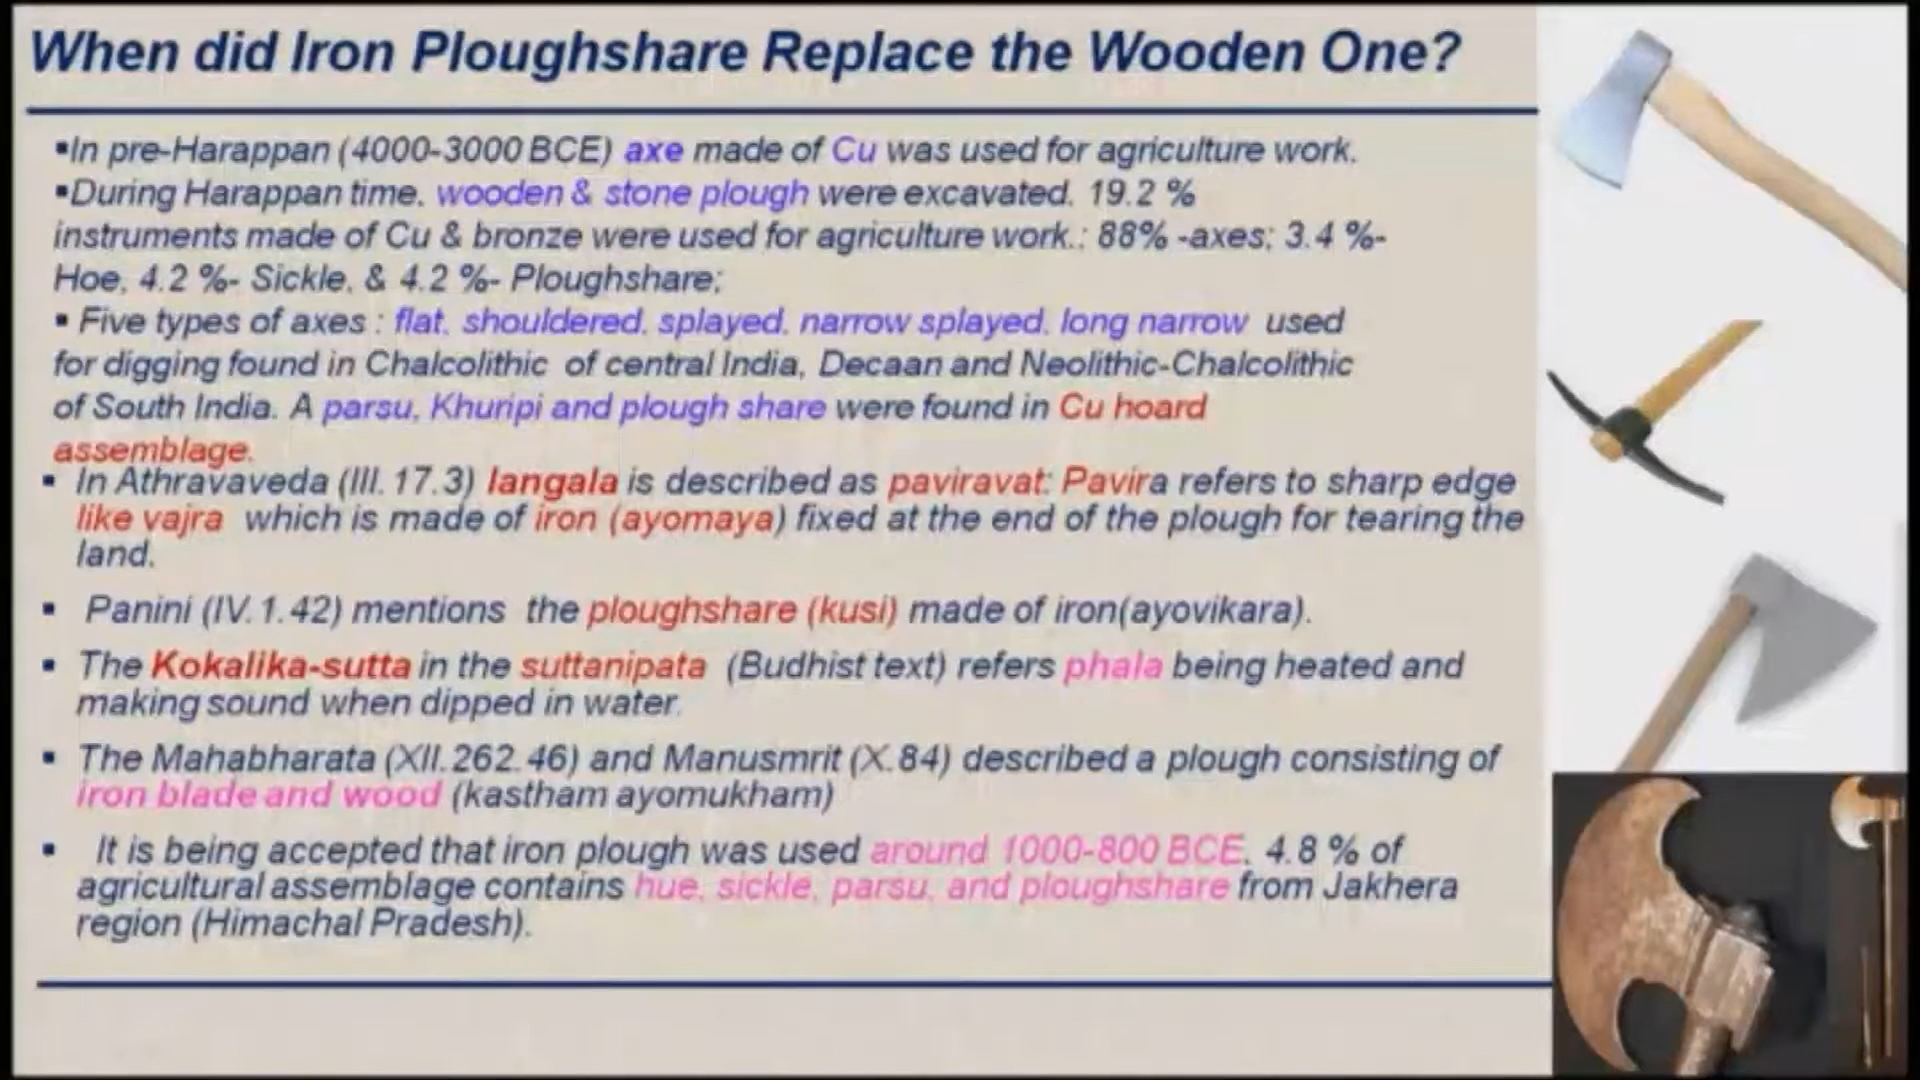 When did Iron Ploughshare Replace the Wooden One?
▪In pre-Harappan (4000-3000 BCE) axe made of Cu was used for agriculture work.
▪During Harappan time, wooden & stone plough were excavated. 19.2 %
instruments made of Cu & bronze were used for agriculture work.: 88% -axes; 3.4 %-
Hoe, 4.2 %- Sickle, & 4.2 %- Ploughshare;
▪ Five types of axes : flat, shouldered, splayed, narrow splayed, long narrow used
for digging found in Chalcolithic of central India, Decaan and Neolithic-Chalcolithic
of South India. A parsu, Khuripi and plough share were found in Cu hoard
assemblage.
▪ In Athravaveda (III. 17.3) langala is described as paviravat: Pavira refers to sharp edge
like vajra which is made of iron (ayomaya) fixed at the end of the plough for tearing the
land.
▪ Panini (IV. 1. 42) mentions the ploughshare (kusi) made of iron(ayovikara).
▪ The Kokalika-sutta in the suttanipata (Budhist text) refers phala being heated and
making sound when dipped in water.
▪ The Mahabharata (XII. 262. 46) and Manusmrit (X. 84) described a plough consisting of
iron blade and wood (kastham ayomukham)
▪ It is being accepted that iron plough was used around 1000-800 BCE. 4.8 % of
agricultural assemblage contains hue, sickle, parsu, and ploughshare from Jakhera
region (Himachal Pradesh).